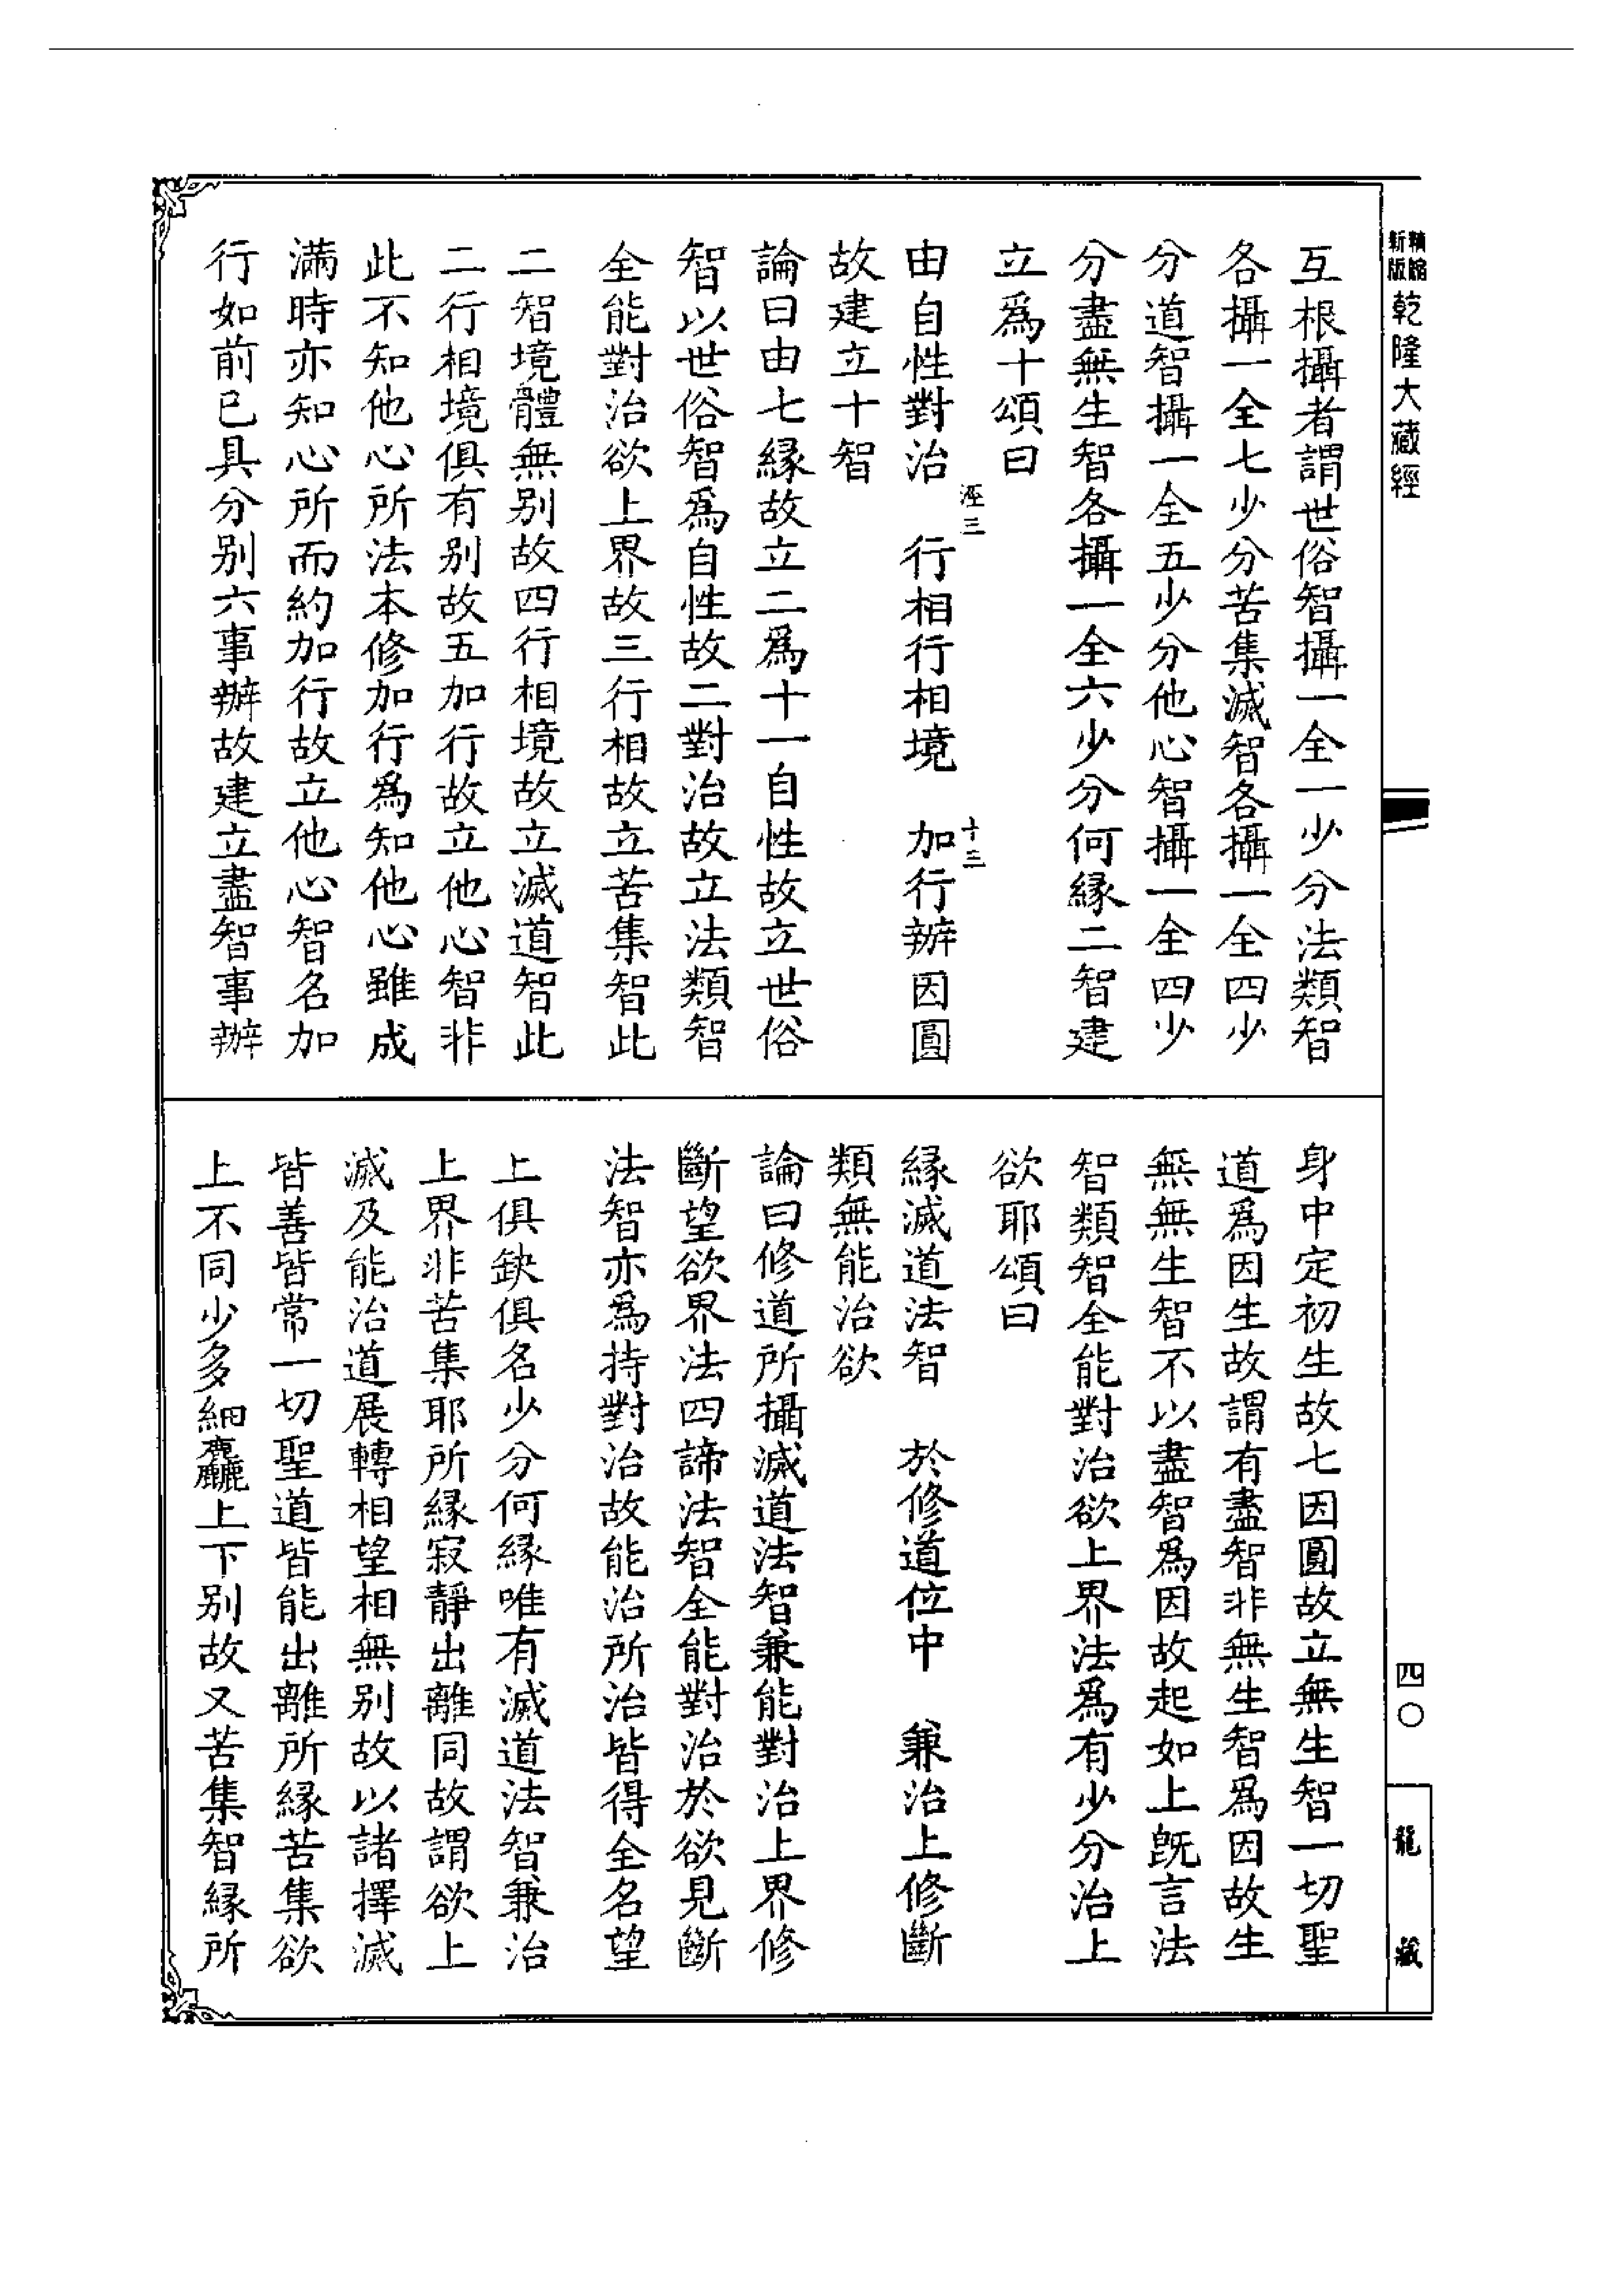 精縮
新版
乾隆大藏經
互根攝者謂世俗智攝一全一少分法類智
各攝一全七少分苦集滅智各攝一全四少
分道智攝一全五少分他心智攝一全四少
分盡無生智各攝一全六少分何縁二智建
立爲十頌曰
由自性對治　行相行相境　加行辦因圓
淫三
十三
故建立十智
論曰由七縁故立二爲十一自性故立世俗
智以世俗智爲自性故二對治故立法類智
全能對治欲上界故三行相故立苦集智此
二智境體無别故四行相境故立滅道智此
二行相境俱有别故五加行故立他心智非
此不知他心所法本修加行爲知他心雖成
滿時亦知心所而約加行故立他心智名加
行如前已具分别六事辦故建立盡智事辦
身中定初生故七因圓故立無生智一切聖
道爲因生故謂有盡智非無生智爲因故生
無無生智不以盡智爲因故起如上旣言法
智類智全能對治欲上界法爲有少分治上
欲耶頌曰
縁滅道法智　於修道位中　兼治上修斷
類無能治欲
論曰修道所攝滅道法智兼能對治上界修
斷望欲界法四諦法智全能對治於欲見斷
法智亦爲持對治故能治所治皆得全名望
上俱缺俱名少分何縁唯有滅道法智兼治
上界非苦集耶所縁寂靜出離同故謂欲上
滅及能治道展轉相望相無别故以諸擇滅
皆善皆常一切聖道皆能出離所縁苦集欲
上不同少多細麤上下别故又苦集智縁所
四〇
龍藏